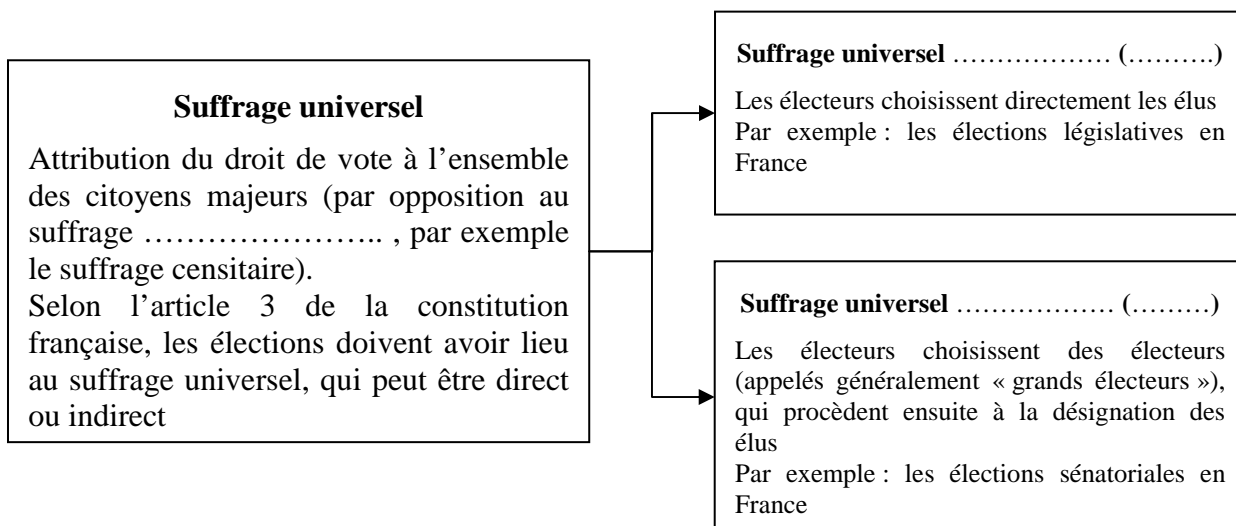 Suffrage universel
Attribution du droit de vote à l’ensemble
des citoyens majeurs (par opposition au
suffrage ………………….. , par exemple
le suffrage censitaire).
Selon l’article 3 de la constitution
française, les élections doivent avoir lieu
au suffrage universel, qui peut être direct
ou indirect
Suffrage universel ……………… (……….)
Les électeurs choisissent directement les élus
Par exemple : les élections législatives en
France
Suffrage universel ……………… (………)
Les électeurs choisissent des électeurs
(appelés généralement « grands électeurs »),
qui procèdent ensuite à la désignation des
élus
Par exemple : les élections sénatoriales en
France